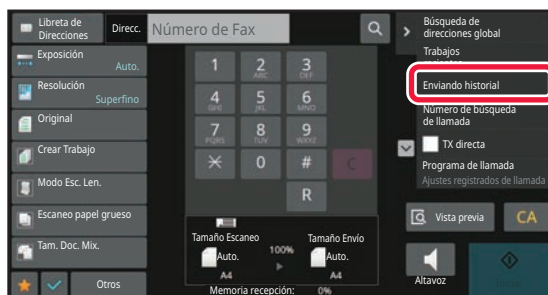 Libreta de
Direcciones
Direcc.
Número de Fax
Exposición
Auto.
Resolución
Superfino
Original
Crear Trabajo
Modo Esc. Len.
Escaneo papel grueso
Tam. Doc. Mix.
Otros
1
2
ABC
3
DEF
4
GHI
5
JKL
6
MNO
7
PQRS
8
TUV
9
WXYZ
0
#
C
R
Tamaño Escaneo
100%
Tamaño Envío
Auto.
A4
Auto.
A4
Memoria recepción: 0%
Búsqueda de
direcciones global
Trabajos
Enviando historial
Número de búsqueda
de llamada
TX directa
Programa de llamada
Ajustes registrados de llamada
Vista previa
CA
Altavoz